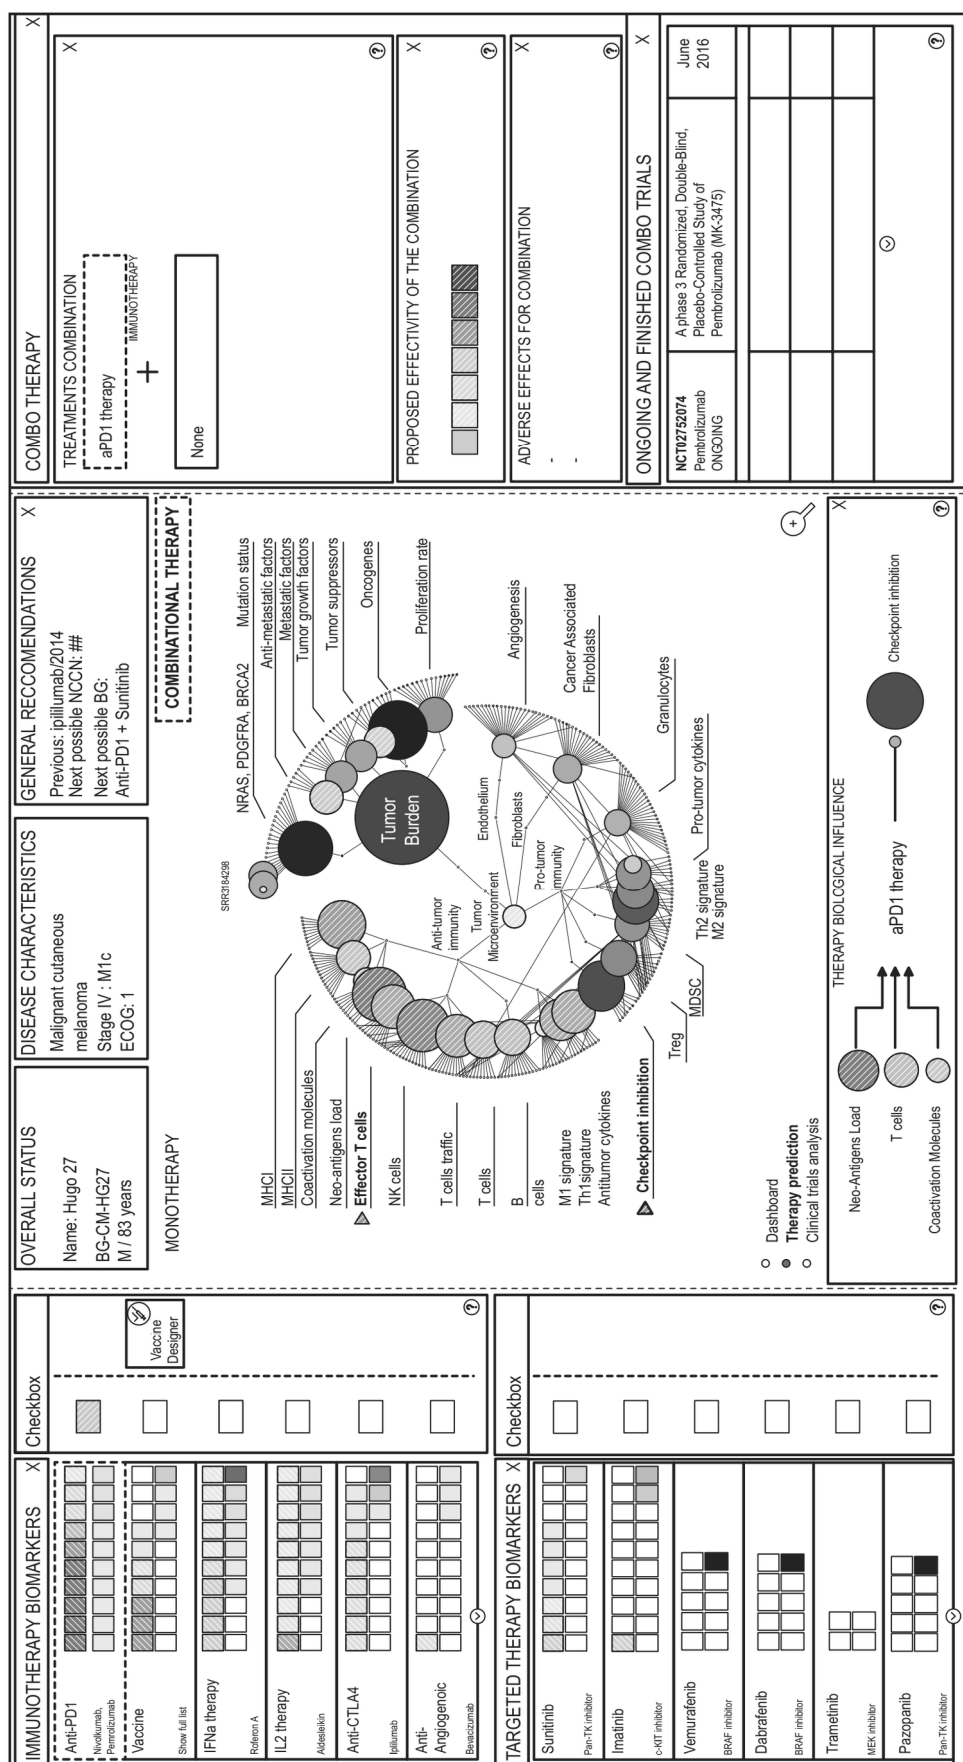 IMMUNOTHERAPY BIOMARKERS X
Checkbox
Anti-PD1
Nivolkumab,
Pemrolizumab
Vaccine
Show full list
Vaccine
Designer
IFNa therapy
Roferon A
IL2 therapy
Aldesleikin
Anti-CTLA4
Ipilimumab
Anti-
Angiogenoic
Bevacizumab
?
TARGETED THERAPY BIOMARKERS X
Checkbox
Sunitinib
Pan-TK inhibitor
Imatinib
c-KIT inhibitor
Vemurafenib
BRAF inhibitor
Dabrafenib
BRAF inhibitor
Trametinib
MEK inhibitor
Pazopanib
Pan-TK inhibitor
?
OVERALL STATUS
Name: Hugo 27
BG-CM-HG27
M / 83 years
DISEASE CHARACTERISTICS
Malignant cutaneous
melanoma
Stage IV : M1c
ECOG: 1
GENERAL RECCOMENDATIONS X
Previous: ipililumab/2014
Next possible NCCN: ##
Next possible BG:
Anti-PD1 + Sunitinib
MONOTHERAPY
COMBINATIONAL THERAPY
MHCI
MHCII
Coactivation molecules
Neo-antigens load
Effector T cells
NK cells
T cells traffic
T cells
B
cells
M1 signature
Th1signature
Antitumor cytokines
Checkpoint inhibition
Treg
MDSC
Th2 signature
M2 signature
Pro-tumor cytokines
Granulocytes
Cancer Associated
Fibroblasts
Angiogenesis
Proliferation rate
Oncogenes
Tumor suppressors
Tumor growth factors
Metastatic factors
Anti-metastatic factors
Mutation status
NRAS, PDGFRA, BRCA2
SRR3184298
Tumor
Burden
Anti-tumor
immunity
Tumor
Microenvironment
Endothelium
Fibroblasts
Pro-tumor
immunity
+
Dashboard
Therapy prediction
Clinical trials analysis
THERAPY BIOLOGICAL INFLUENCE X
Neo-Antigens Load
T cells
Coactivation Molecules
aPD1 therapy
Checkpoint inhibition
?
COMBO THERAPY X
TREATMENTS COMBINATION X
aPD1 therapy
IMMUNOTHERAPY
+
None
?
PROPOSED EFFECTIVITY OF THE COMBINATION X
?
ADVERSE EFFECTS FOR COMBINATION X
-
-
ONGOING AND FINISHED COMBO TRIALS X
NCT02752074
Pembrolizumab
ONGOING
A phase 3 Randomized, Double-Blind,
Placebo-Controlled Study of
Pembrolizumab (MK-3475)
June
2016
?